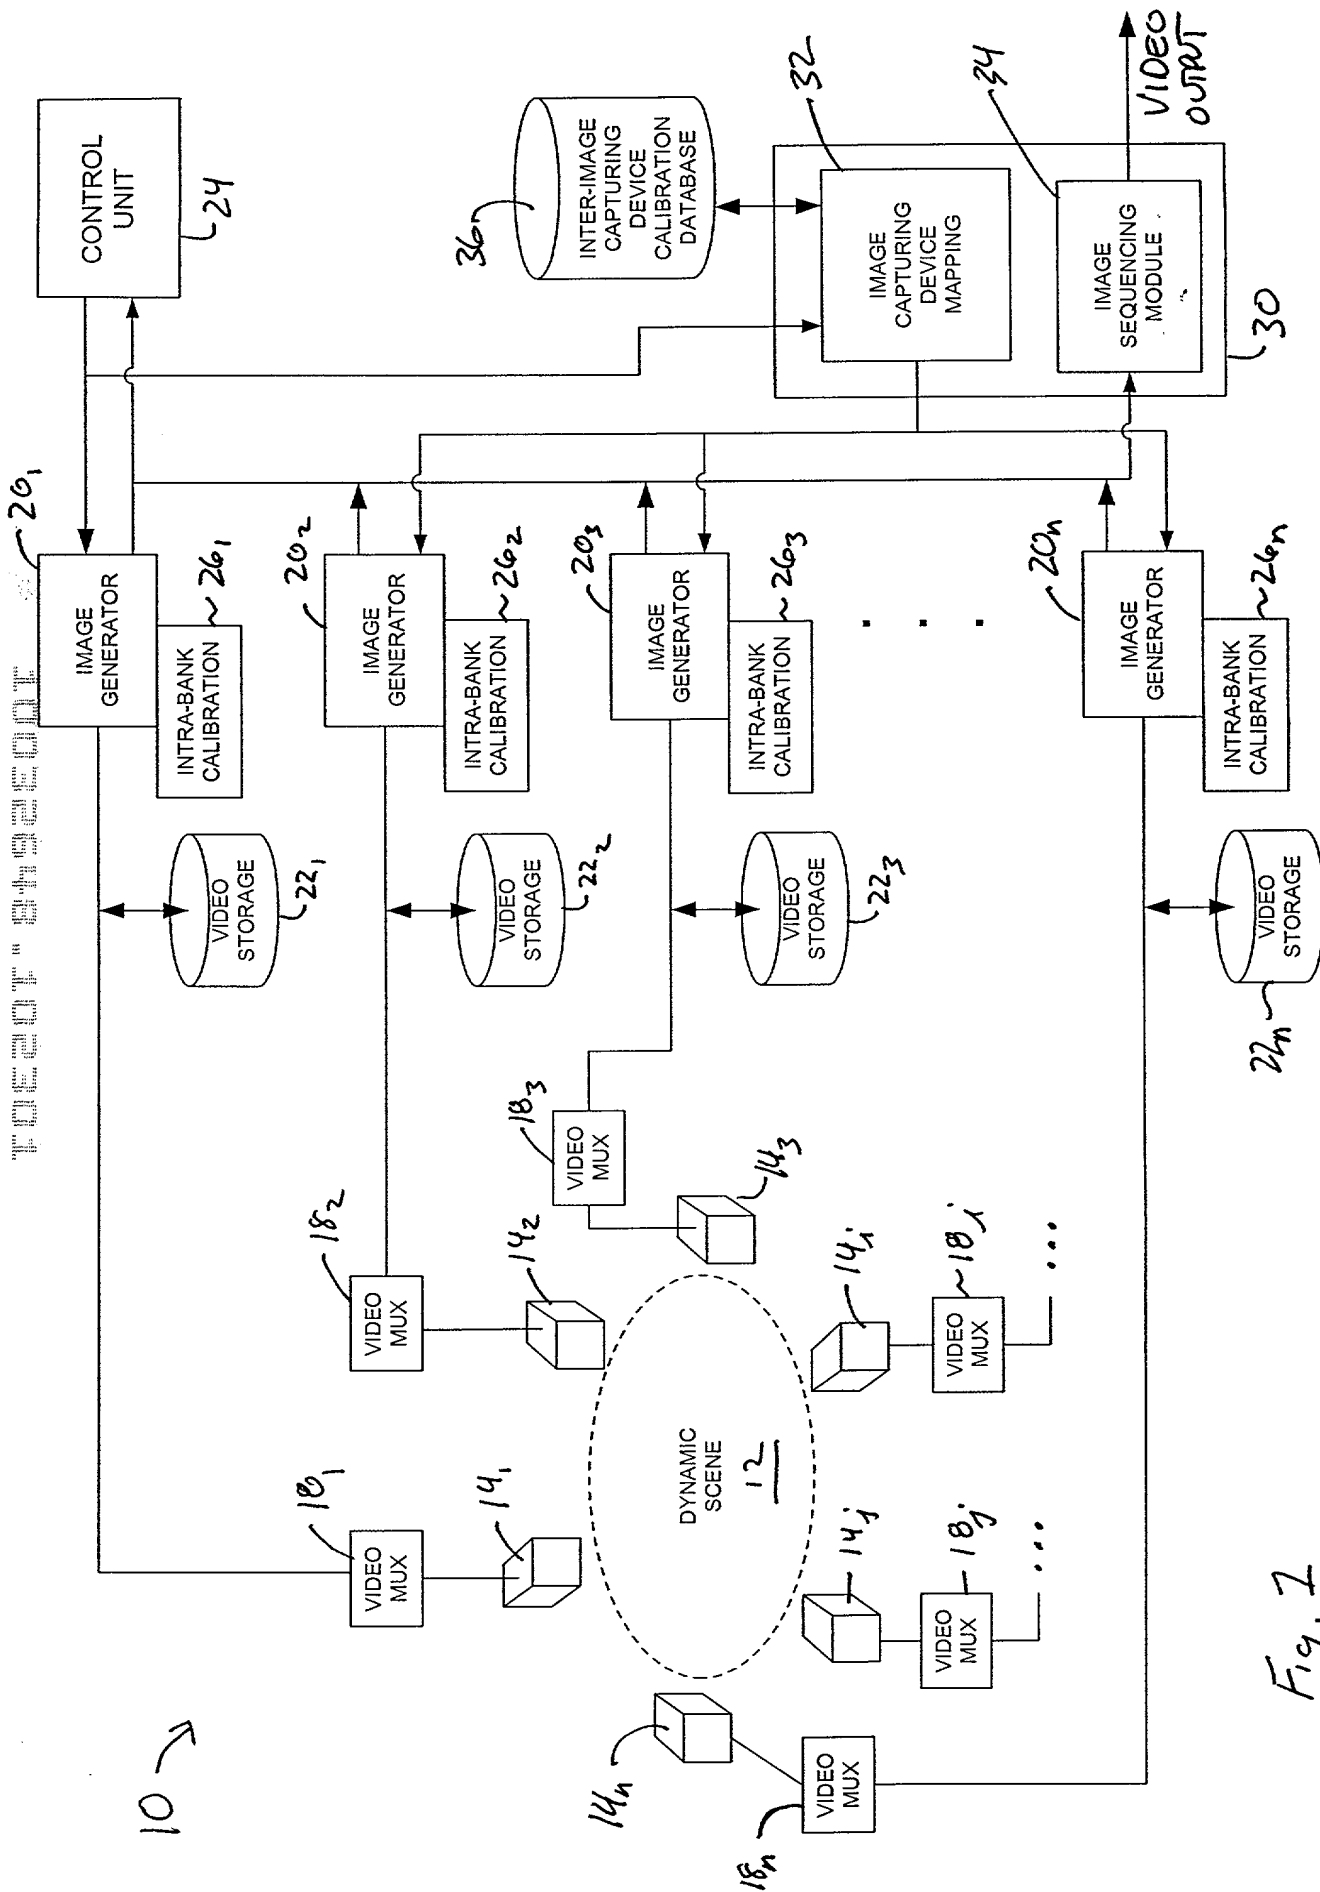 10
CONTROL
UNIT
24
20₁
IMAGE
GENERATOR
INTRA-BANK
CALIBRATION
26₁
VIDEO
STORAGE
22₁
20₂
IMAGE
GENERATOR
INTRA-BANK
CALIBRATION
26₂
VIDEO
STORAGE
22₂
20₃
IMAGE
GENERATOR
INTRA-BANK
CALIBRATION
26₃
VIDEO
STORAGE
22₃
. . .
20ₙ
IMAGE
GENERATOR
INTRA-BANK
CALIBRATION
26ₙ
VIDEO
STORAGE
22ₙ
36
INTER-IMAGE
CAPTURING
DEVICE
CALIBRATION
DATABASE
32
IMAGE
CAPTURING
DEVICE
MAPPING
34
IMAGE
SEQUENCING
MODULE
30
VIDEO
OUTPUT
18₁
VIDEO
MUX
14₁
18₂
VIDEO
MUX
14₂
18₃
VIDEO
MUX
14₃
14ᵢ
VIDEO
MUX
18ᵢ
...
14ⱼ
VIDEO
MUX
18ⱼ
...
14ₙ
VIDEO
MUX
18ₙ
DYNAMIC
SCENE
12
Fig. 1